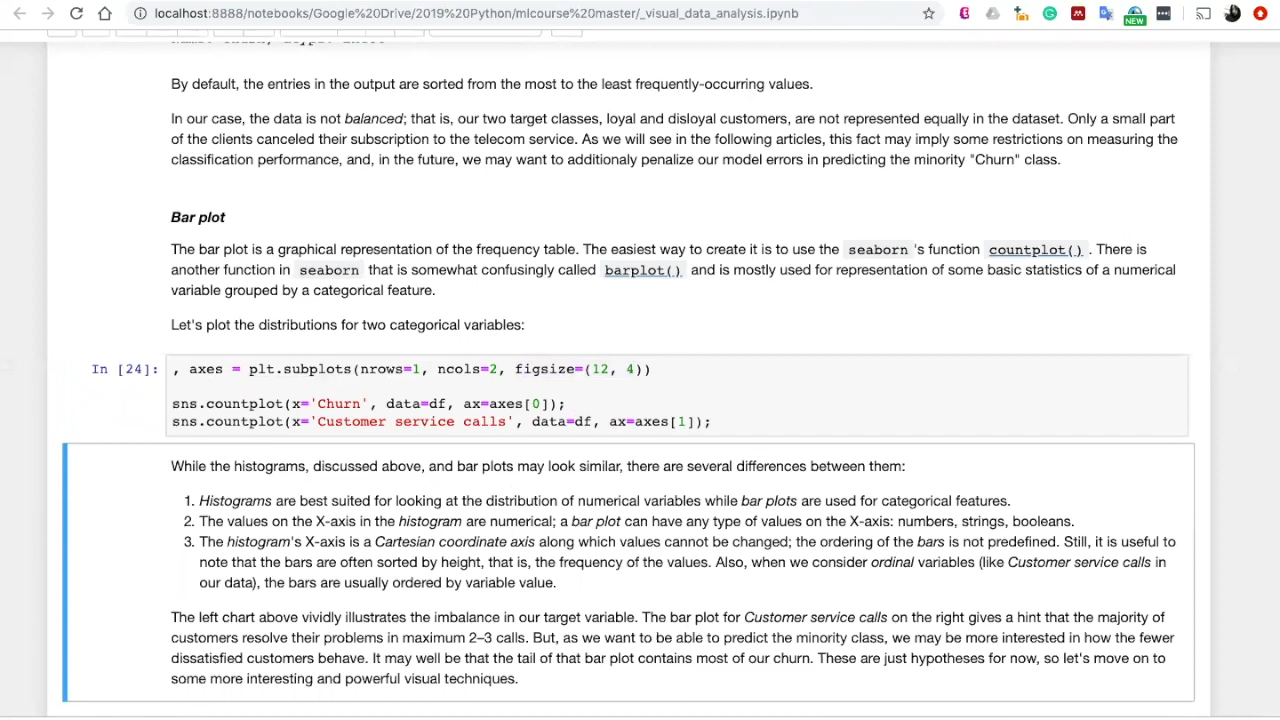 localhost:8888/notebooks/Google%20Drive/2019%20Python/mlcourse%20master/_visual_data_analysis.ipynb
NEW
By default, the entries in the output are sorted from the most to the least frequently-occurring values.
In our case, the data is not balanced; that is, our two target classes, loyal and disloyal customers, are not represented equally in the dataset. Only a small part
of the clients canceled their subscription to the telecom service. As we will see in the following articles, this fact may imply some restrictions on measuring the
classification performance, and, in the future, we may want to additionaly penalize our model errors in predicting the minority "Churn" class.
Bar plot
The bar plot is a graphical representation of the frequency table. The easiest way to create it is to use the seaborn 's function countplot() . There is
another function in seaborn that is somewhat confusingly called barplot() and is mostly used for representation of some basic statistics of a numerical
variable grouped by a categorical feature.
Let's plot the distributions for two categorical variables:
In [24]: , axes = plt.subplots(nrows=1, ncols=2, figsize=(12, 4))
sns.countplot(x='Churn', data=df, ax=axes[0]);
sns.countplot(x='Customer service calls', data=df, ax=axes[1]);
While the histograms, discussed above, and bar plots may look similar, there are several differences between them:
1. Histograms are best suited for looking at the distribution of numerical variables while bar plots are used for categorical features.
2. The values on the X-axis in the histogram are numerical; a bar plot can have any type of values on the X-axis: numbers, strings, booleans.
3. The histogram's X-axis is a Cartesian coordinate axis along which values cannot be changed; the ordering of the bars is not predefined. Still, it is useful to
note that the bars are often sorted by height, that is, the frequency of the values. Also, when we consider ordinal variables (like Customer service calls in
our data), the bars are usually ordered by variable value.
The left chart above vividly illustrates the imbalance in our target variable. The bar plot for Customer service calls on the right gives a hint that the majority of
customers resolve their problems in maximum 2–3 calls. But, as we want to be able to predict the minority class, we may be more interested in how the fewer
dissatisfied customers behave. It may well be that the tail of that bar plot contains most of our churn. These are just hypotheses for now, so let's move on to
some more interesting and powerful visual techniques.